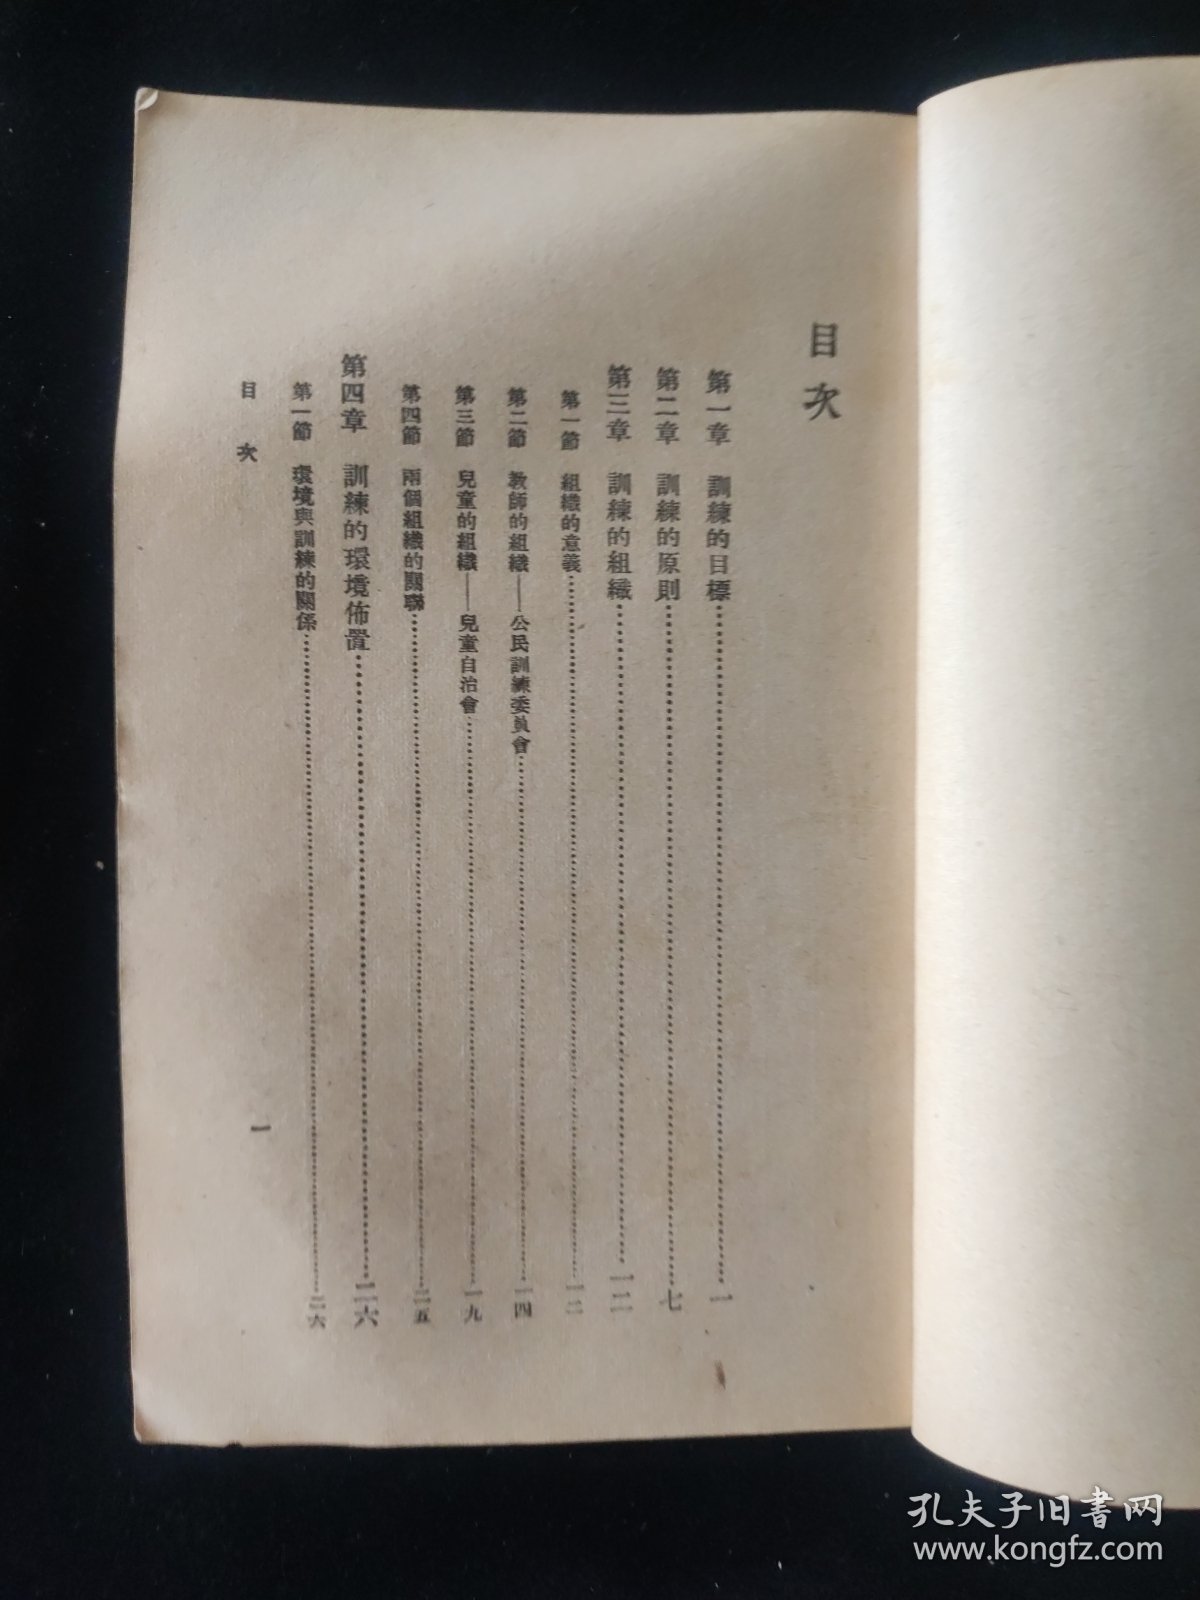 目次
第一章 訓練的目標……一
第二章 訓練的原則……七
第三章 訓練的組織……一二
第一節 組織的意義……一二
第二節 教師的組織——公民訓練委員會……一四
第三節 兒童的組織——兒童自治會……一九
第四節 兩個組織的關聯……二五
第四章 訓練的環境佈置……二六
第一節 環境與訓練的關係……二六
目次 一
孔夫子旧书网
www.kongfz.com